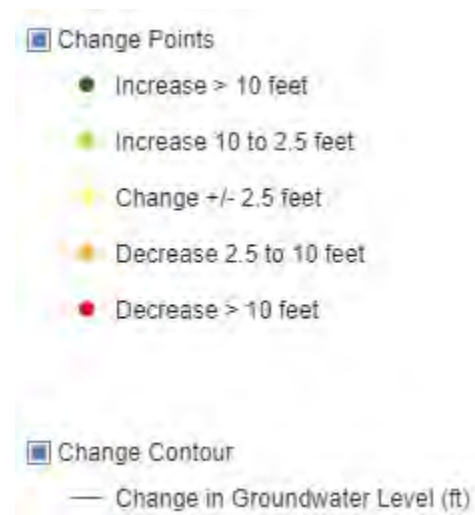 Change Points
Increase > 10 feet
Increase 10 to 2.5 feet
Change +/- 2.5 feet
Decrease 2.5 to 10 feet
Decrease > 10 feet
Change Contour
Change in Groundwater Level (ft)